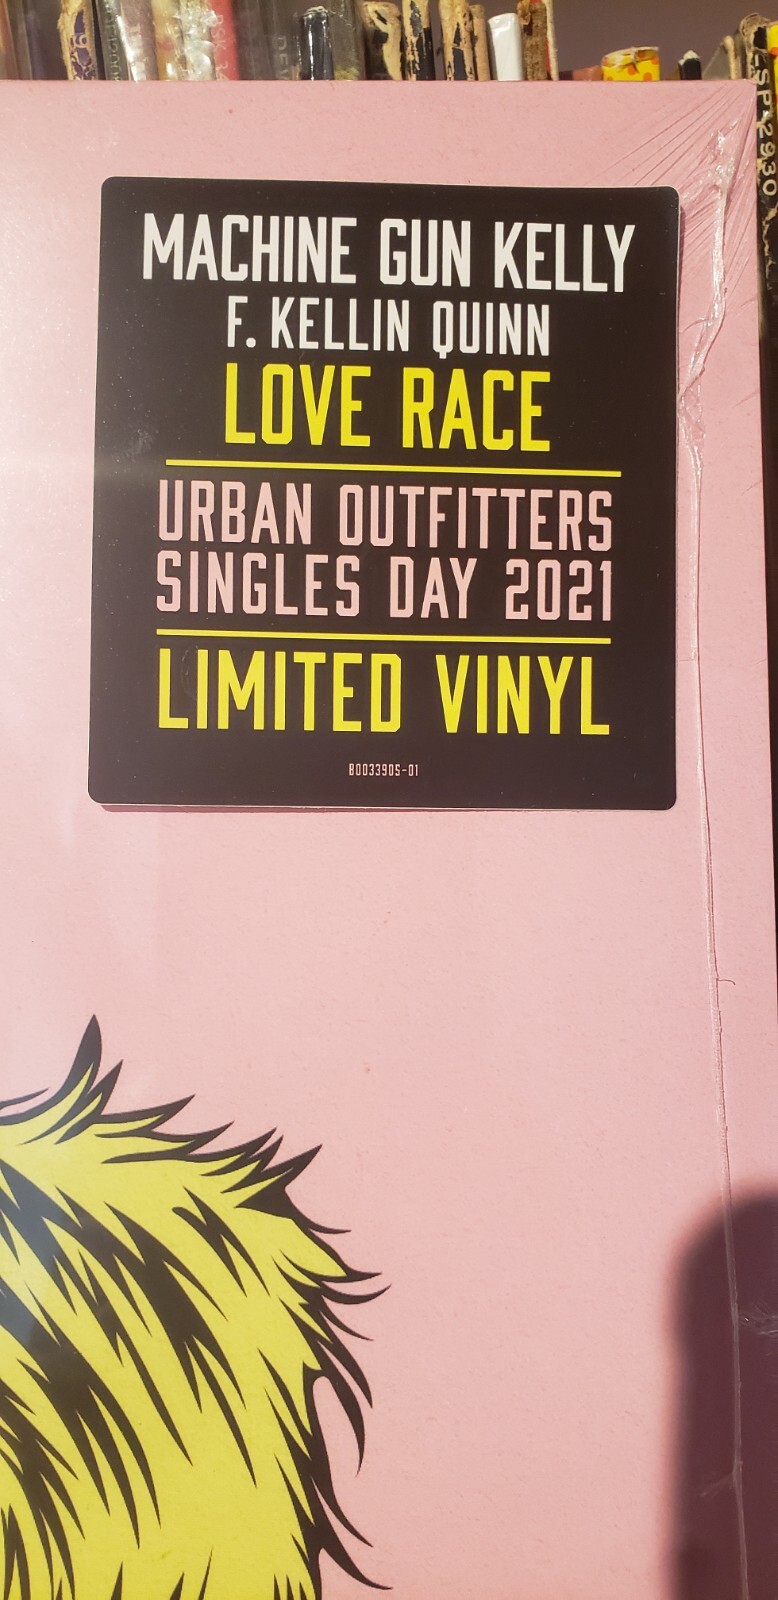 MACHINE GUN KELLY
F. KELLIN QUINN
LOVE RACE
URBAN OUTFITTERS
SINGLES DAY 2021
LIMITED VINYL
B0033905-01